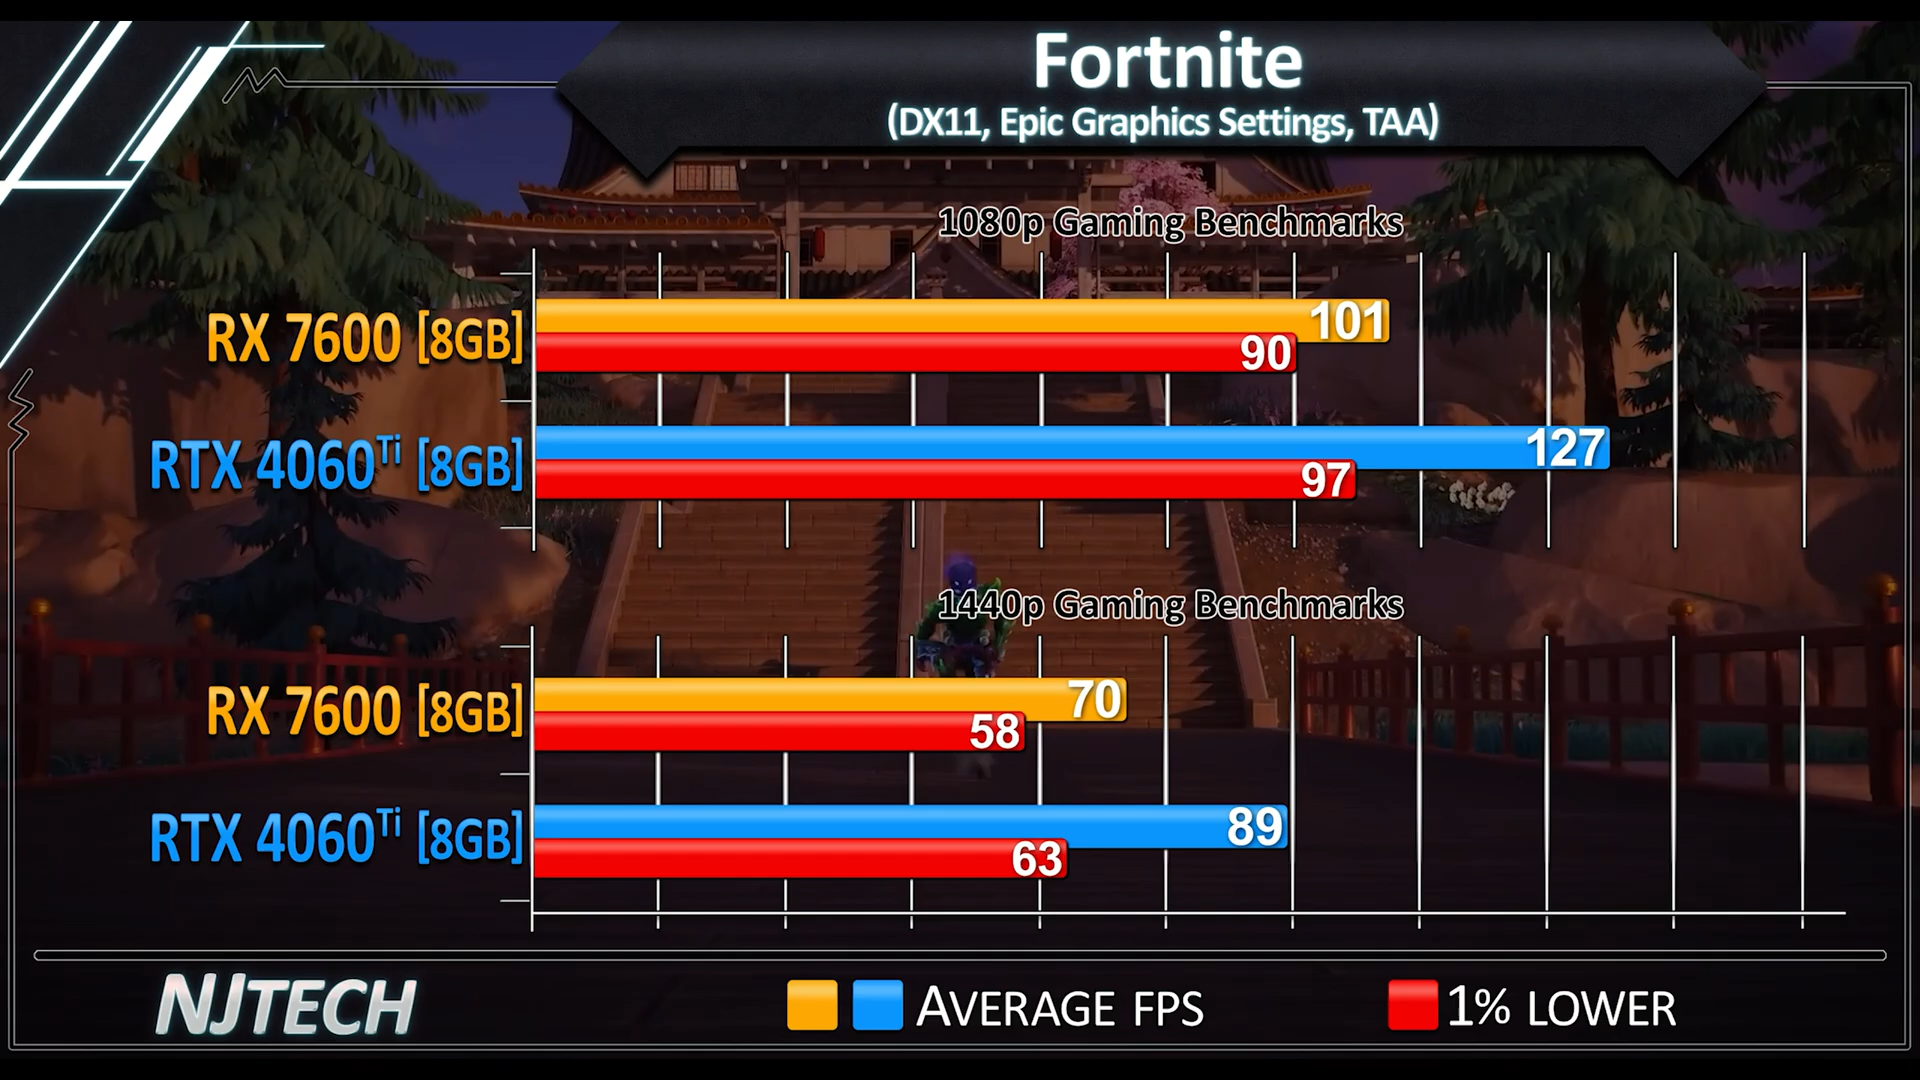 Fortnite
(DX11, Epic Graphics Settings, TAA)
1080p Gaming Benchmarks
RX 7600 [8GB]
101
90
RTX 4060Ti [8GB]
127
97
1440p Gaming Benchmarks
RX 7600 [8GB]
70
58
RTX 4060Ti [8GB]
89
63
NJTECH
AVERAGE FPS
1% LOWER